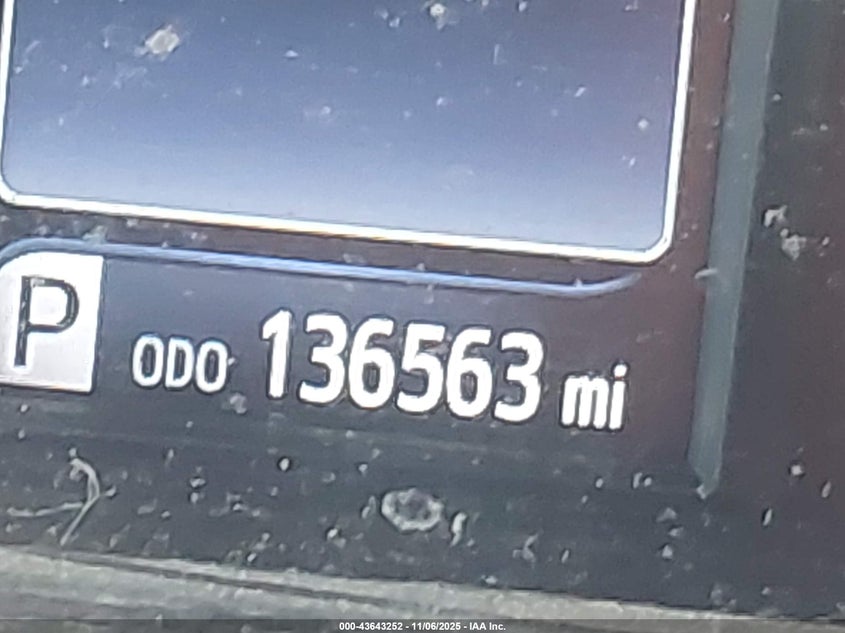 P ODO 136563 mi
000-43643252 - 11/06/2025 - IAA Inc.